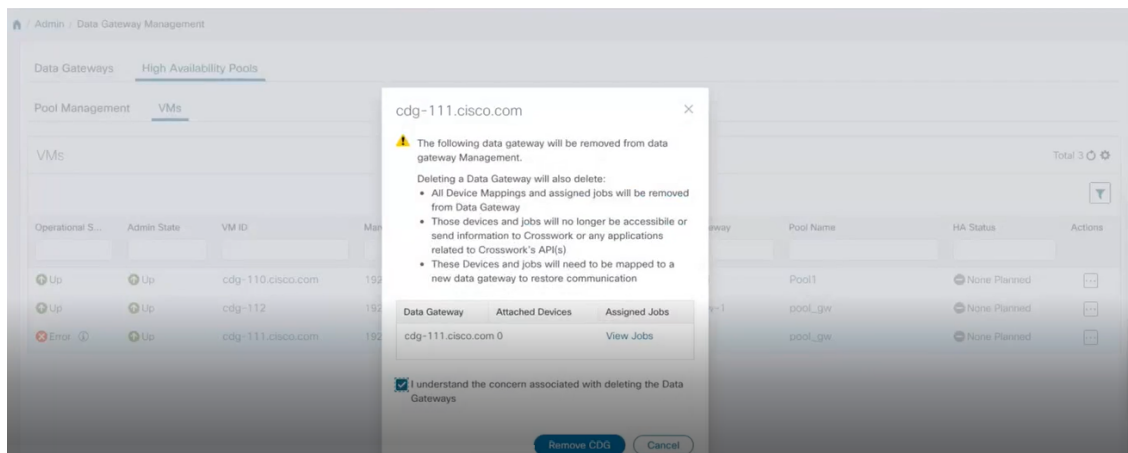 / Admin / Data Gateway Management
Data Gateways High Availability Pools
Pool Management VMs
cdg-111.cisco.com
The following data gateway will be removed from data
gateway Management.
VMs
Total 3
Deleting a Data Gateway will also delete:
• All Device Mappings and assigned jobs will be removed
from Data Gateway
• Those devices and jobs will no longer be accessibile or
send information to Crosswork or any applications
related to Crosswork's API(s)
• These Devices and jobs will need to be mapped to a
new data gateway to restore communication
Operational S... Admin State VM ID Pool Name HA Status Actions
Up Up cdg-110.cisco.com 192 Pool1 None Planned
Up Up cdg-112 192 pool_gw None Planned
Error Up cdg-111.cisco.com 192 pool_gw None Planned
Data Gateway Attached Devices Assigned Jobs
cdg-111.cisco.com 0 View Jobs
I understand the concern associated with deleting the Data
Gateways
Remove CDG Cancel